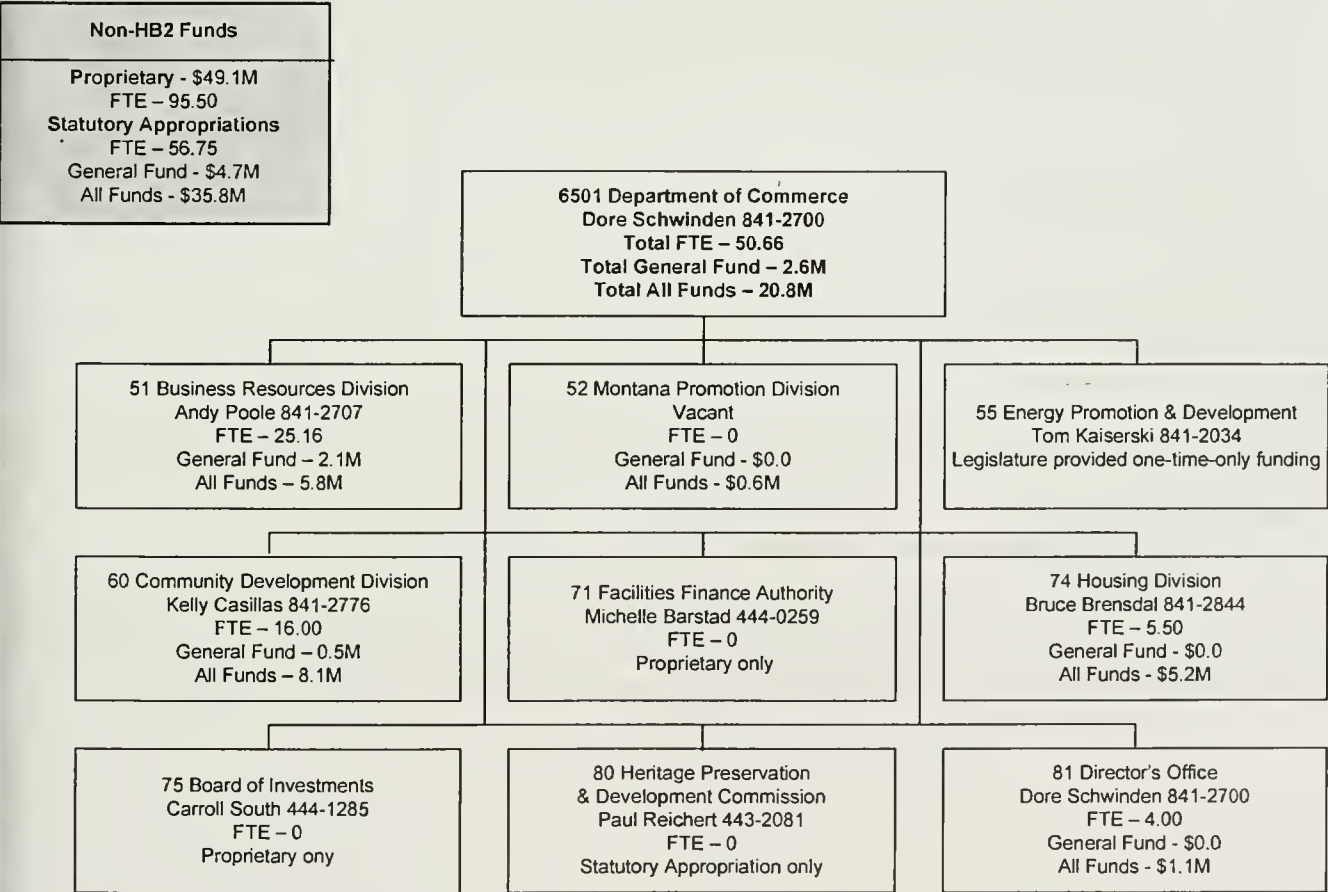 Non-HB2 Funds
Proprietary - $49.1M
FTE – 95.50
Statutory Appropriations
FTE – 56.75
General Fund - $4.7M
All Funds - $35.8M
6501 Department of Commerce
Dore Schwinden 841-2700
Total FTE – 50.66
Total General Fund – 2.6M
Total All Funds – 20.8M
51 Business Resources Division
Andy Poole 841-2707
FTE – 25.16
General Fund – 2.1M
All Funds – 5.8M
52 Montana Promotion Division
Vacant
FTE – 0
General Fund - $0.0
All Funds - $0.6M
55 Energy Promotion & Development
Tom Kaiserski 841-2034
Legislature provided one-time-only funding
60 Community Development Division
Kelly Casillas 841-2776
FTE – 16.00
General Fund – 0.5M
All Funds – 8.1M
71 Facilities Finance Authority
Michelle Barstad 444-0259
FTE – 0
Proprietary only
74 Housing Division
Bruce Brensdal 841-2844
FTE – 5.50
General Fund - $0.0
All Funds - $5.2M
75 Board of Investments
Carroll South 444-1285
FTE – 0
Proprietary ony
80 Heritage Preservation
& Development Commission
Paul Reichert 443-2081
FTE – 0
Statutory Appropriation only
81 Director's Office
Dore Schwinden 841-2700
FTE – 4.00
General Fund - $0.0
All Funds - $1.1M